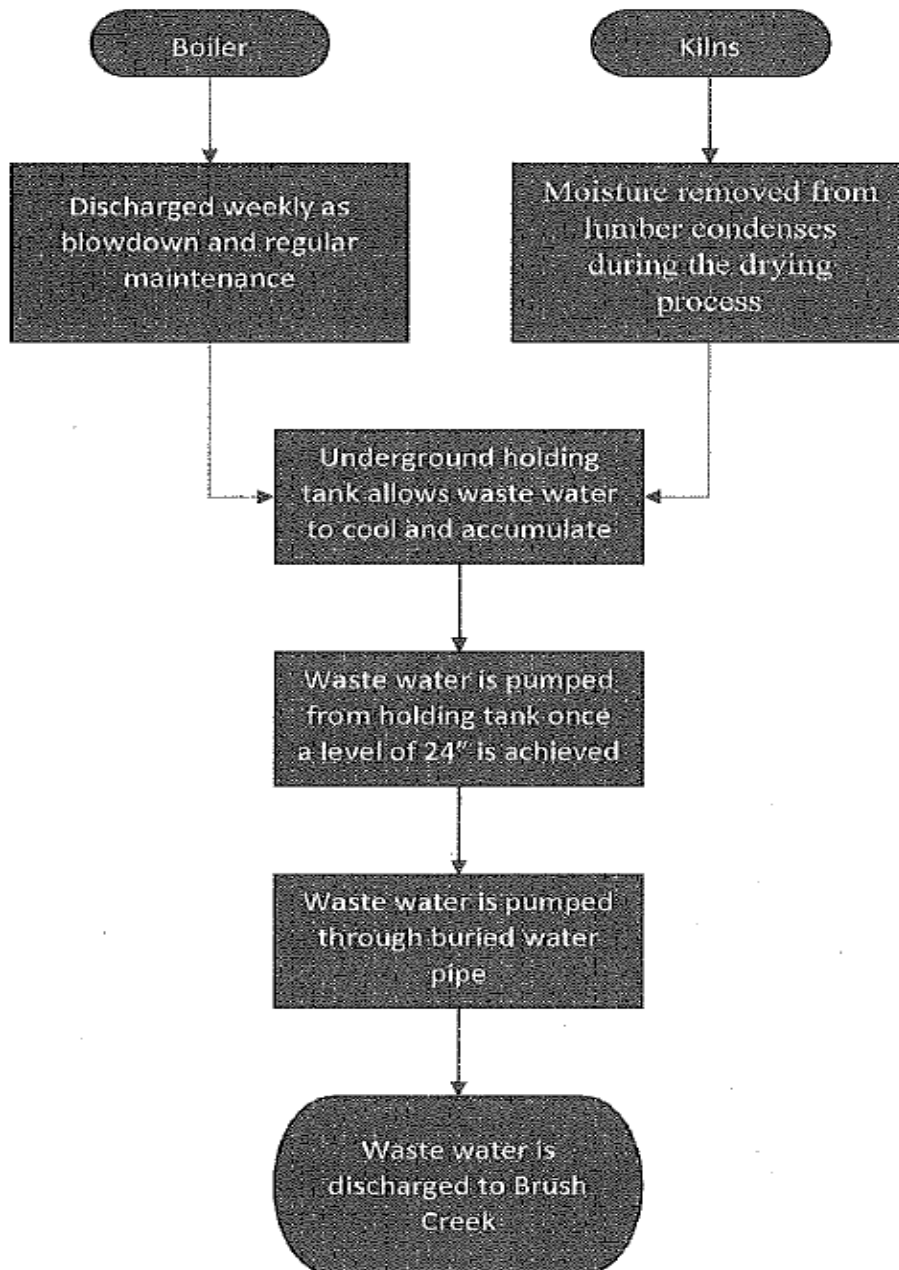 Boiler
Kilns
Discharged weekly as
blowdown and regular
maintenance
Moisture removed from
lumber condenses
during the drying
process
Underground holding
tank allows waste water
to cool and accumulate
Waste water is pumped
from holding tank once
a level of 24" is achieved
Waste water is pumped
through buried water
pipe
Waste water is
discharged to Brush
Creek